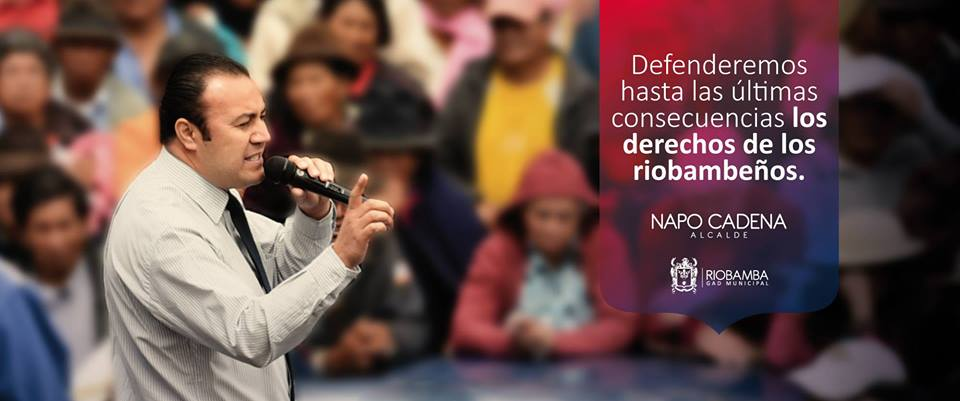 Defenderemos
hasta las últimas
consecuencias los
derechos de los
riobambeños.
NAPO CADENA
ALCALDE
RIOBAMBA
GAD MUNICIPAL